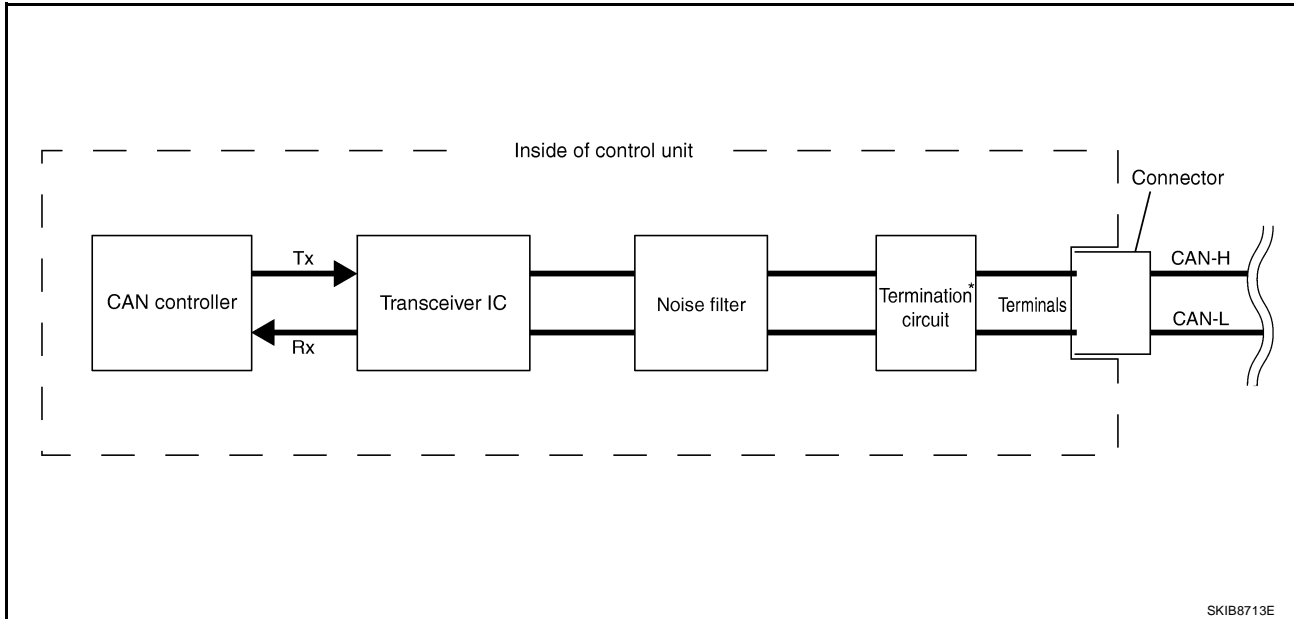 Inside of control unit
Connector
CAN controller
Tx
Rx
Transceiver IC
Noise filter
Termination*
circuit
Terminals
CAN-H
CAN-L
SKIB8713E